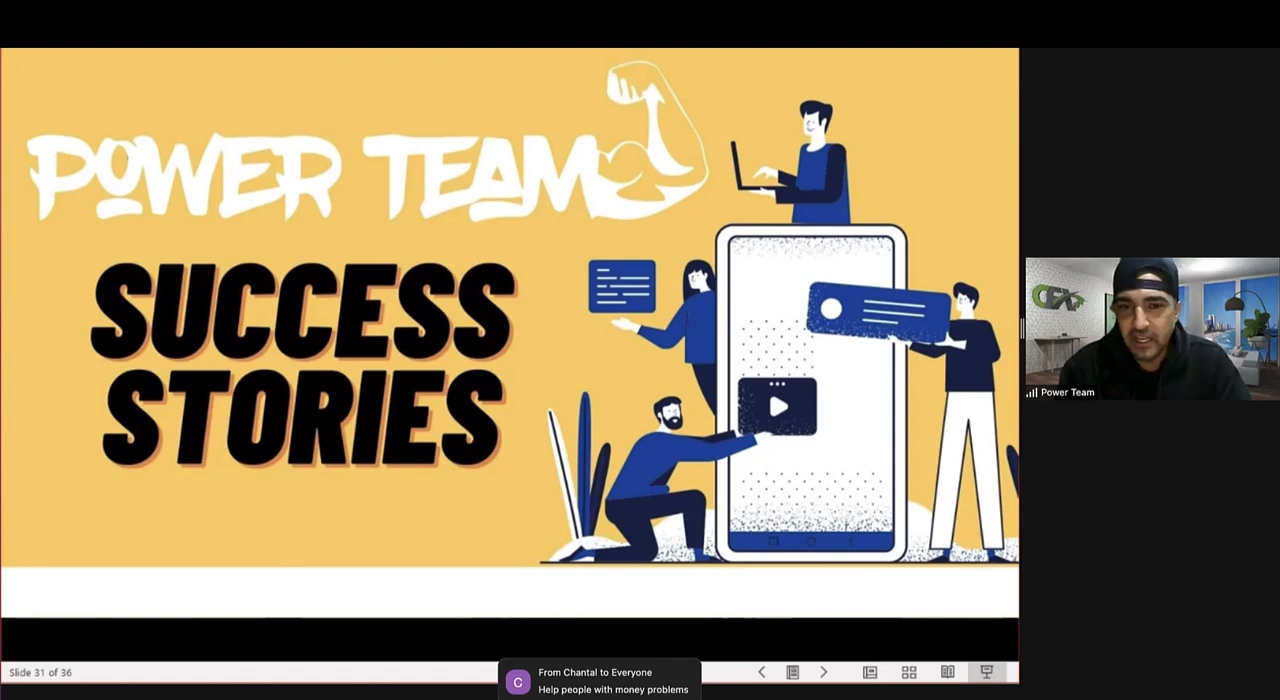 POWER TEAM
SUCCESS
STORIES
CFX
Power Team
Slide 31 of 36
C
From Chantal to Everyone
Help people with money problems